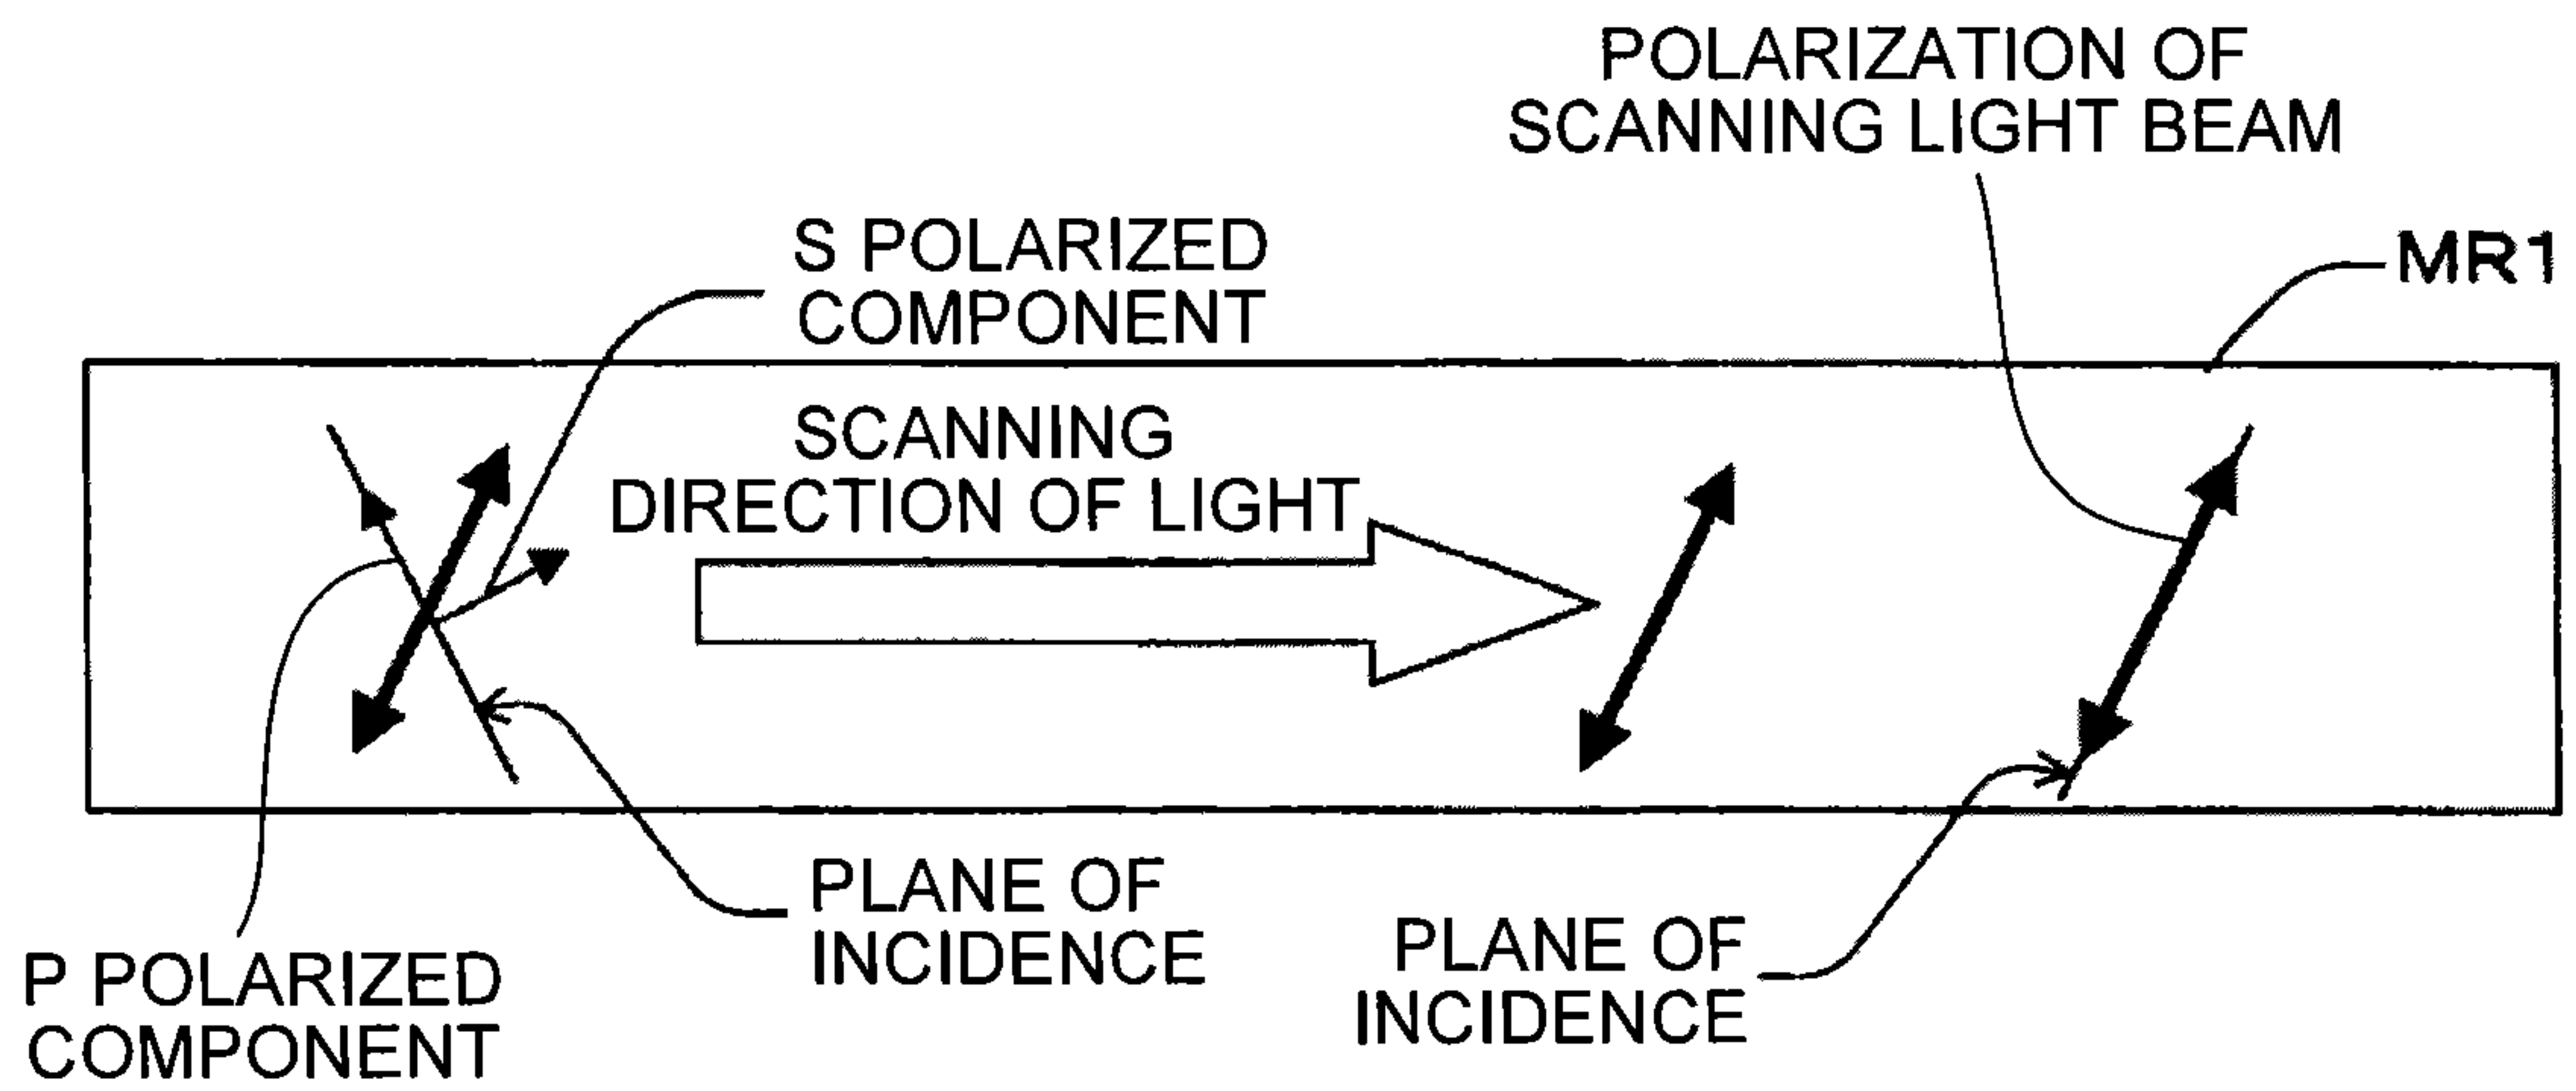 POLARIZATION OF
SCANNING LIGHT BEAM
MR1
S POLARIZED
COMPONENT
SCANNING
DIRECTION OF LIGHT
PLANE OF
INCIDENCE
PLANE OF
INCIDENCE
P POLARIZED
COMPONENT